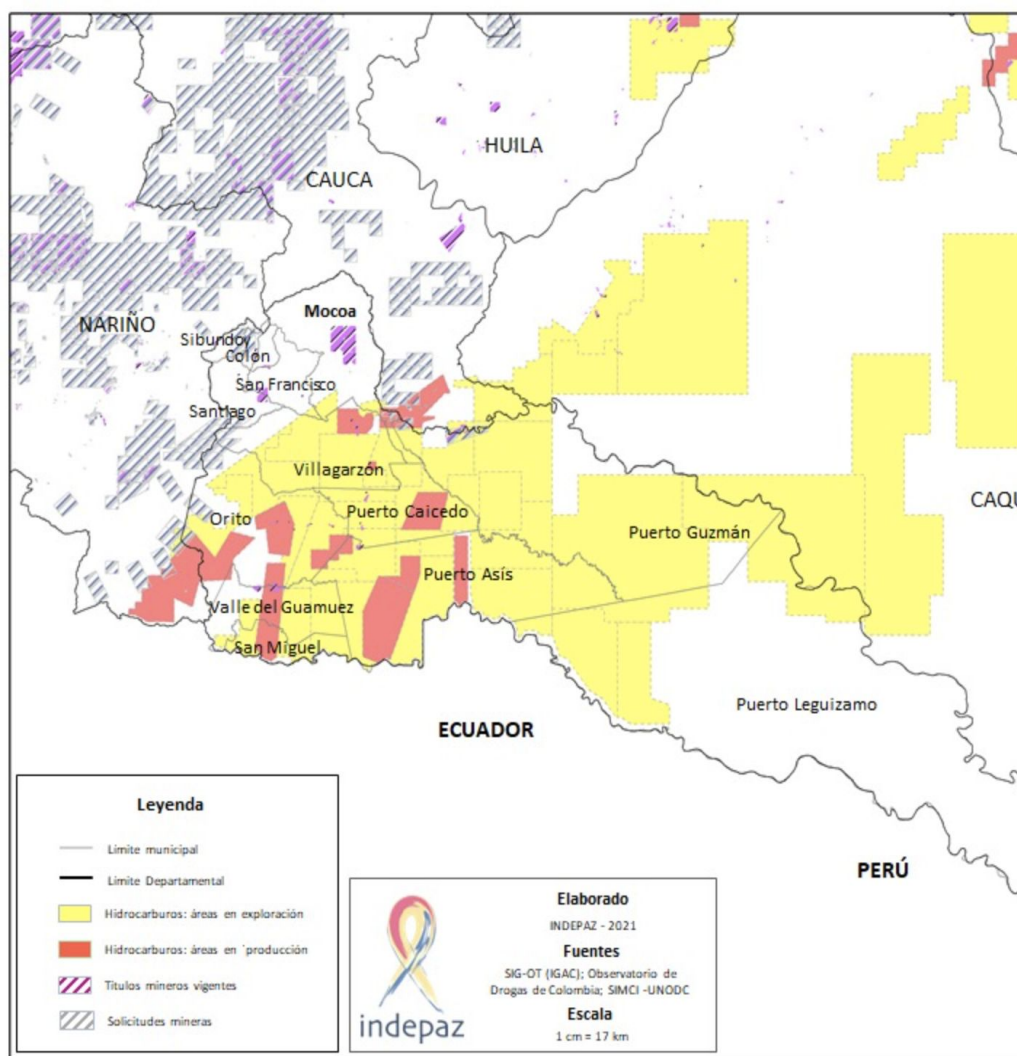 HUILA
CAUCA
NARIÑO
Mocoa
Sibundoy
Colón
San Francisco
Santiago
Villagarzón
Orito
Puerto Caicedo
Puerto Guzmán
CAQU
Puerto Asís
Valle del Guamuez
San Miguel
Puerto Leguizamo
ECUADOR
PERÚ
Leyenda
Límite municipal
Límite Departamental
Hidrocarburos: áreas en exploración
Hidrocarburos: áreas en ´producción
Títulos mineros vigentes
Solicitudes mineras
indepaz
Elaborado
INDEPAZ - 2021
Fuentes
SIG-OT (IGAC); Observatorio de
Drogas de Colombia; SIMCI -UNODC
Escala
1 cm = 17 km